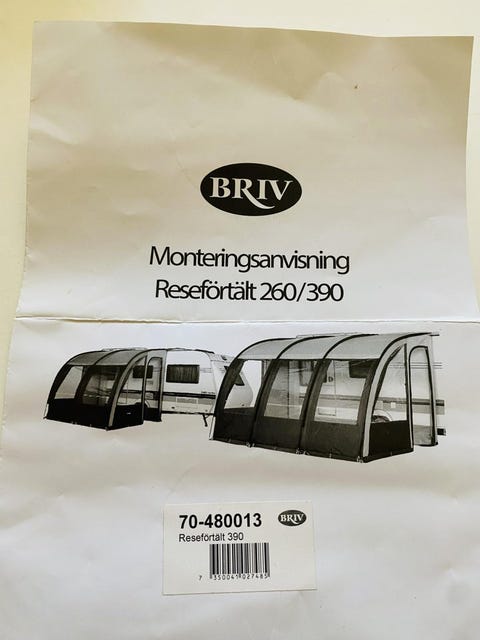 BRIV
Monteringsanvisning
Reseförtält 260/390
70-480013 BRIV
Reseförtält 390
7 350041 027485